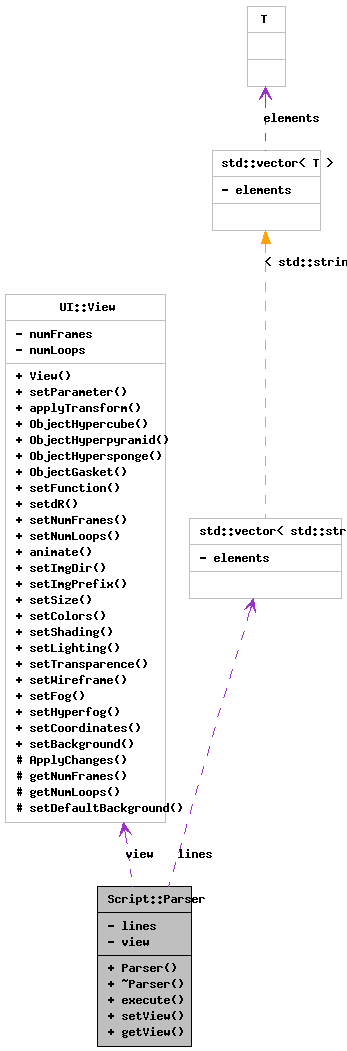 T
elements
std::vector< T >
- elements
< std::strin
UI::View
- numFrames
- numLoops
+ View()
+ setParameter()
+ applyTransform()
+ ObjectHypercube()
+ ObjectHyperpyramid()
+ ObjectHypersponge()
+ ObjectGasket()
+ setFunction()
+ setdR()
+ setNumFrames()
+ setNumLoops()
+ animate()
+ setImgDir()
+ setImgPrefix()
+ setSize()
+ setColors()
+ setShading()
+ setLighting()
+ setTransparence()
+ setWireframe()
+ setFog()
+ setHyperfog()
+ setCoordinates()
+ setBackground()
# ApplyChanges()
# getNumFrames()
# getNumLoops()
# setDefaultBackground()
std::vector< std::str
- elements
view
lines
Script::Parser
- lines
- view
+ Parser()
+ ~Parser()
+ execute()
+ setView()
+ getView()